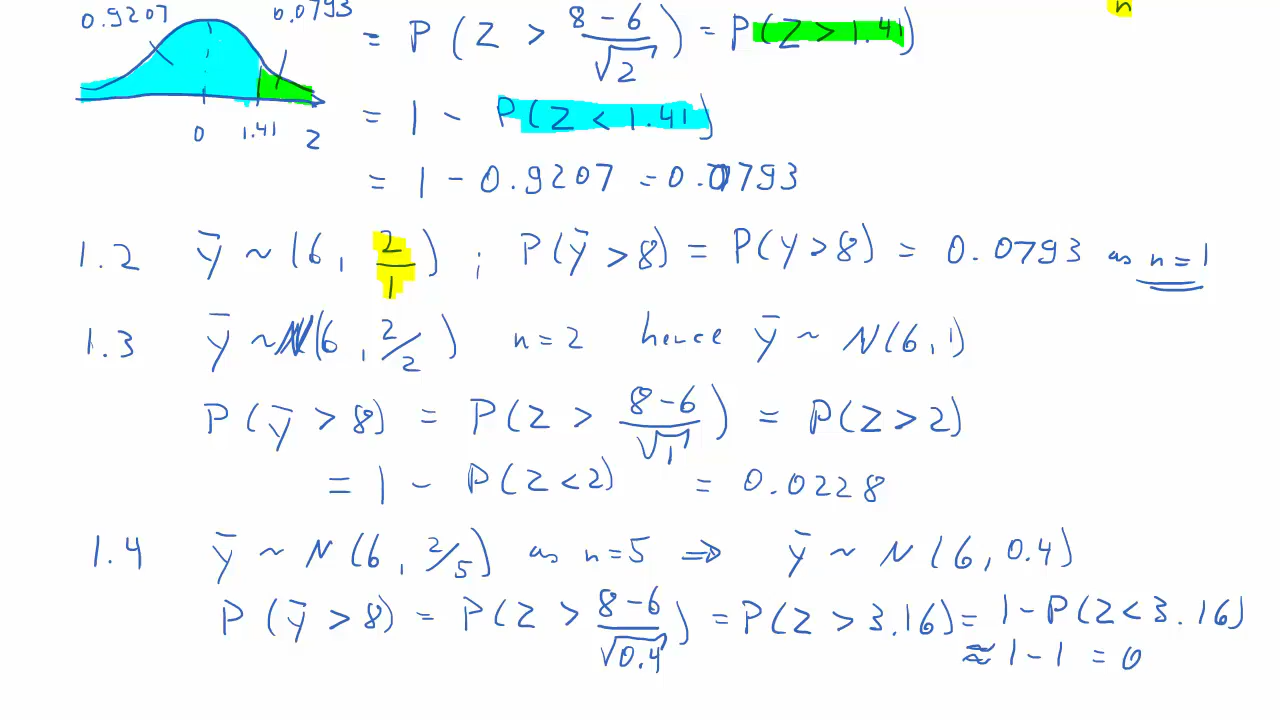 0.9207 0.0793 = P ( Z > (8 - 6)/√2 ) = P(Z > 1.41) n
= 1 - P(Z < 1.41)
0 1.41 Z
= 1 - 0.9207 = 0.0793
1.2 Ȳ ~ (6, 2/1) ; P(Ȳ > 8) = P(Y > 8) = 0.0793 as n = 1
1.3 Ȳ ~ N(6, 2/2) n = 2 hence Ȳ ~ N(6, 1)
P(Ȳ > 8) = P(Z > (8 - 6)/√1) = P(Z > 2)
= 1 - P(Z < 2) = 0.0228
1.4 Ȳ ~ N(6, 2/5) as n = 5 ⇒ Ȳ ~ N(6, 0.4)
P(Ȳ > 8) = P(Z > (8 - 6)/√0.4) = P(Z > 3.16) = 1 - P(Z < 3.16)
≈ 1 - 1 = 0